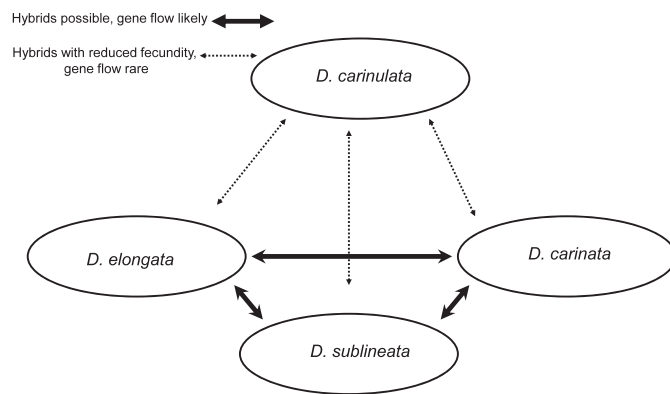 Hybrids possible, gene flow likely
Hybrids with reduced fecundity,
gene flow rare
D. carinulata
D. elongata
D. carinata
D. sublineata